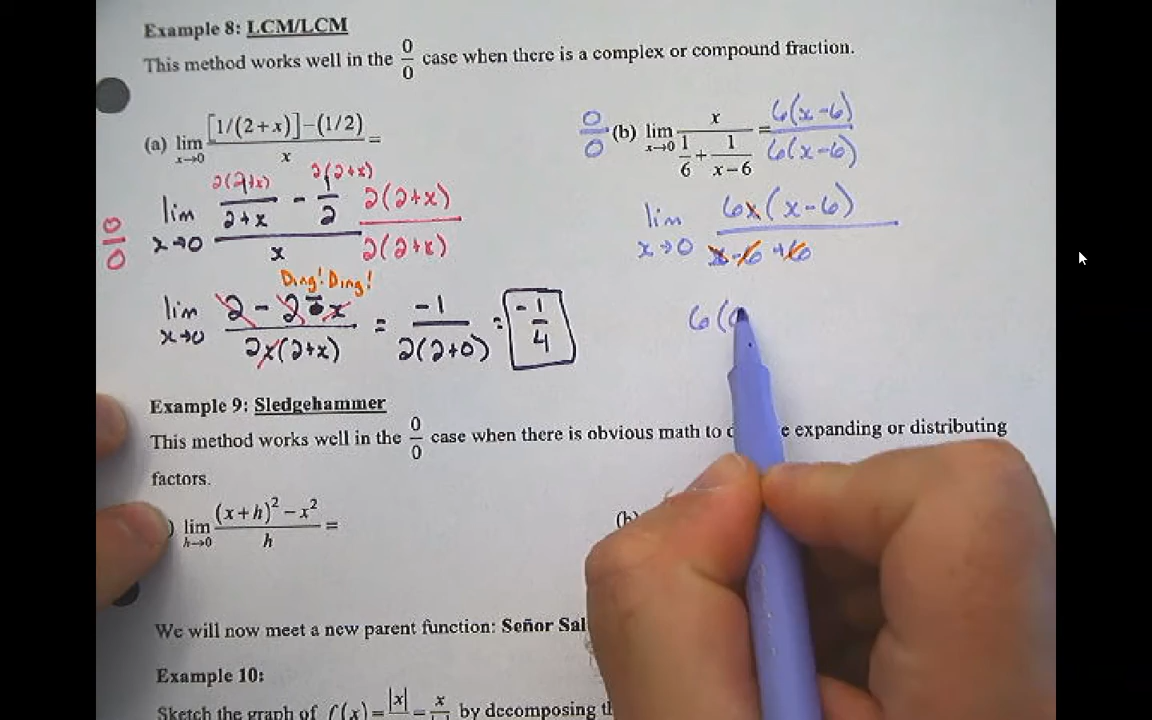 Example 8: LCM/LCM
This method works well in the 0/0 case when there is a complex or compound fraction.
(a) lim x→0 [1/(2+x)]−(1/2) / x =
0/0 (b) lim x→0 x / (1/6 + 1/(x−6)) = 6(x-6) / 6(x-6)
2(2+x) 2(2+x)
0/0 lim x→0 (1/(2+x) - 1/2) / x 2(2+x) / 2(2+x)
lim x→0 6x(x-6) / x-6+6
Ding! Ding!
lim x→0 2-2-x / 2x(2+x) = -1 / 2(2+0) = -1/4
6(0
Example 9: Sledgehammer
This method works well in the 0/0 case when there is obvious math to e expanding or distributing
factors.
) lim h→0 (x+h)² − x² / h =
(b)
We will now meet a new parent function: Señor Sal
Example 10:
Sketch the graph of f(x) = |x| = x by decomposing th